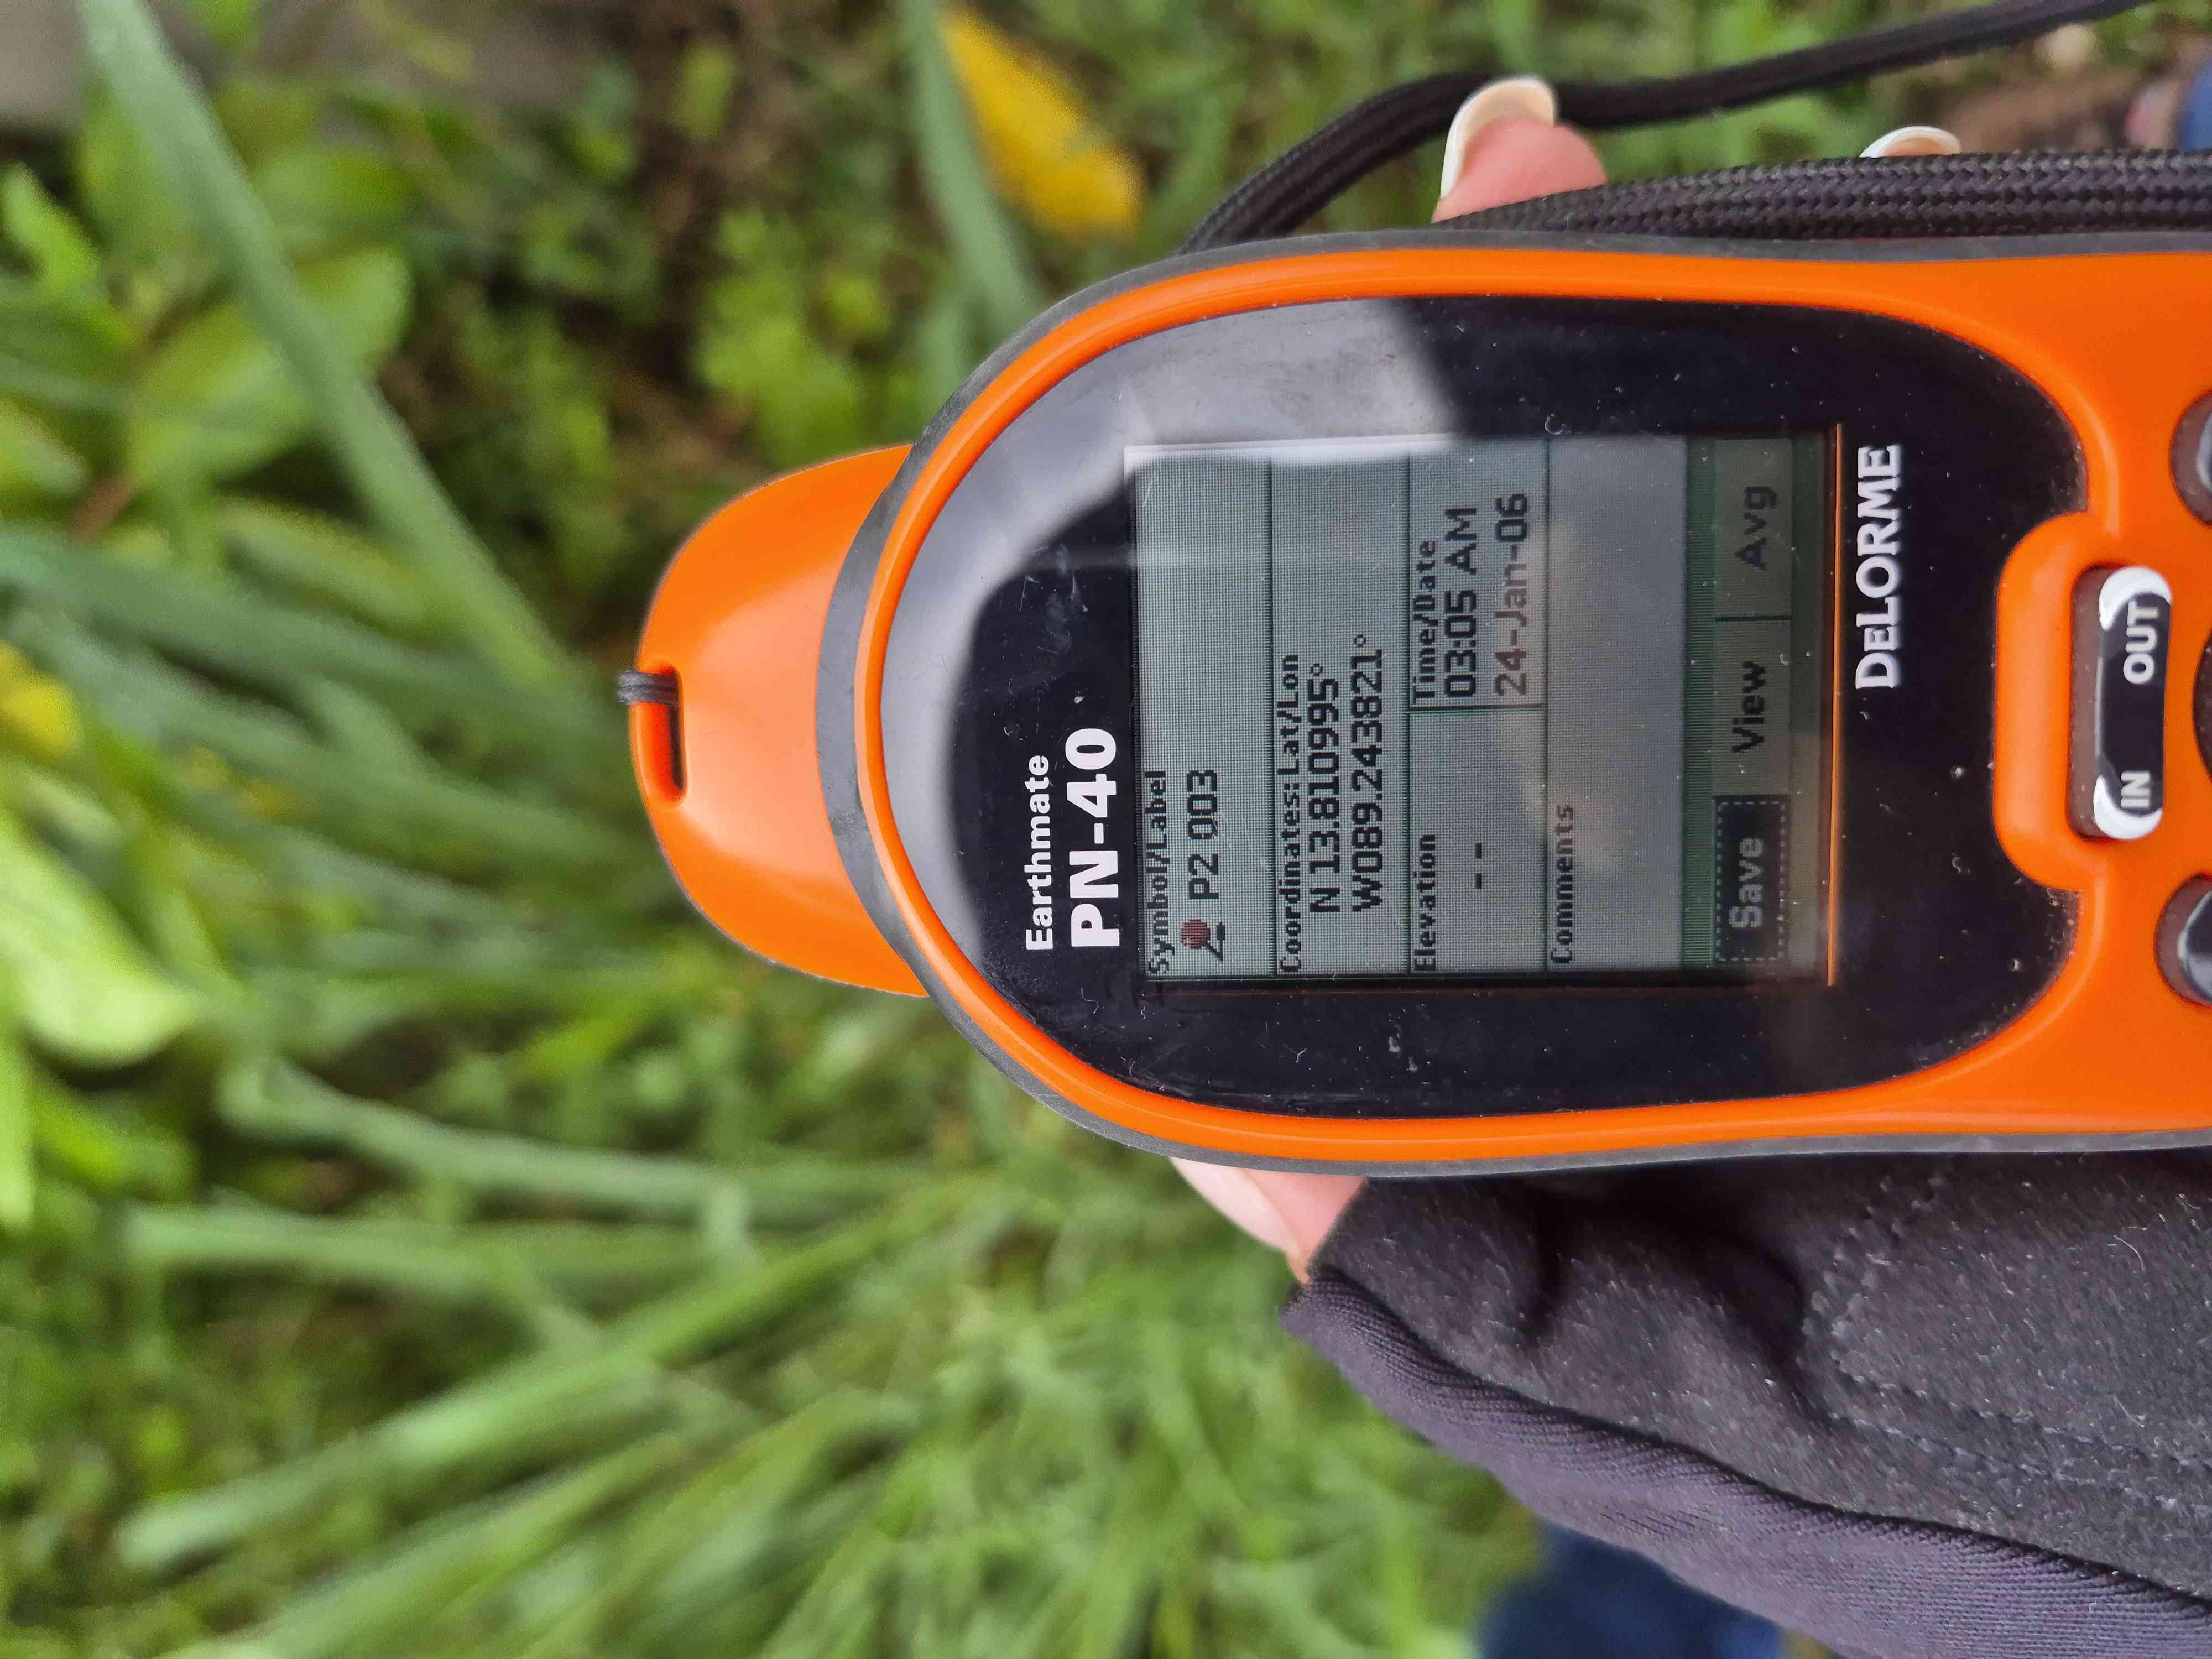 Earthmate
PN-40
Symbol/Label
P2 003
Coordinates:Lat/Lon
N 13.810995°
W089.243821°
Elevation
--
Time/Date
03:05 AM
24-Jan-06
Comments
Save View Avg
DELORME
IN OUT